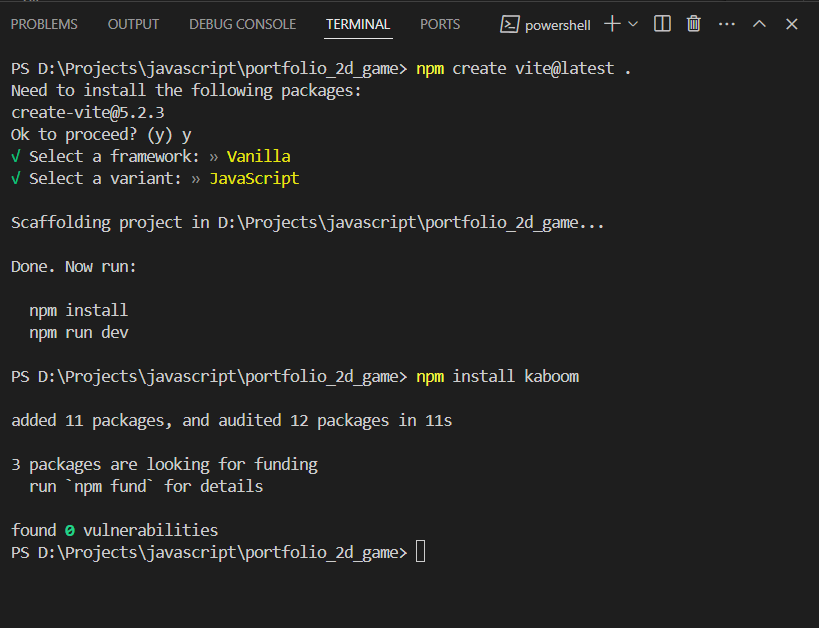 PROBLEMS OUTPUT DEBUG CONSOLE TERMINAL PORTS powershell
PS D:\Projects\javascript\portfolio_2d_game> npm create vite@latest .
Need to install the following packages:
create-vite@5.2.3
Ok to proceed? (y) y
√ Select a framework: » Vanilla
√ Select a variant: » JavaScript
Scaffolding project in D:\Projects\javascript\portfolio_2d_game...
Done. Now run:
npm install
npm run dev
PS D:\Projects\javascript\portfolio_2d_game> npm install kaboom
added 11 packages, and audited 12 packages in 11s
3 packages are looking for funding
run `npm fund` for details
found 0 vulnerabilities
PS D:\Projects\javascript\portfolio_2d_game>